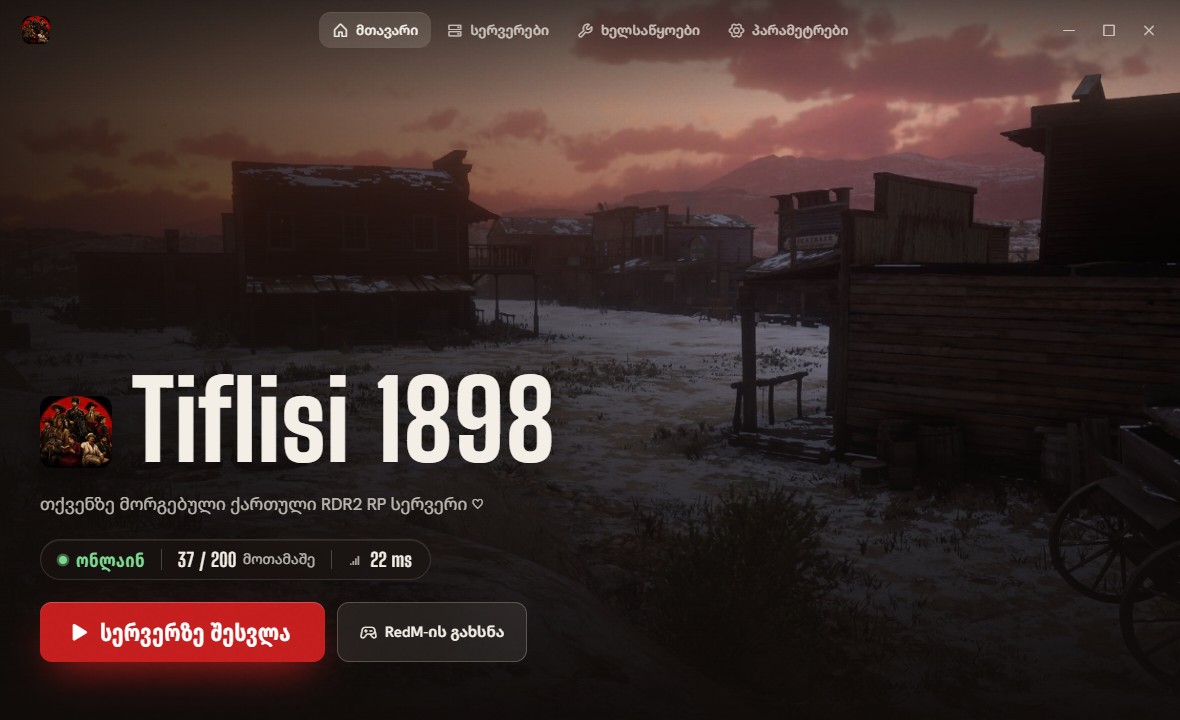 მთავარი
სერვერები
ხელსაწყოები
პარამეტრები
Tiflisi 1898
თქვენზე მორგებული ქართული RDR2 RP სერვერი ♡
ონლაინ 37 / 200 მოთამაშე 22 ms
სერვერზე შესვლა
RedM-ის გახსნა